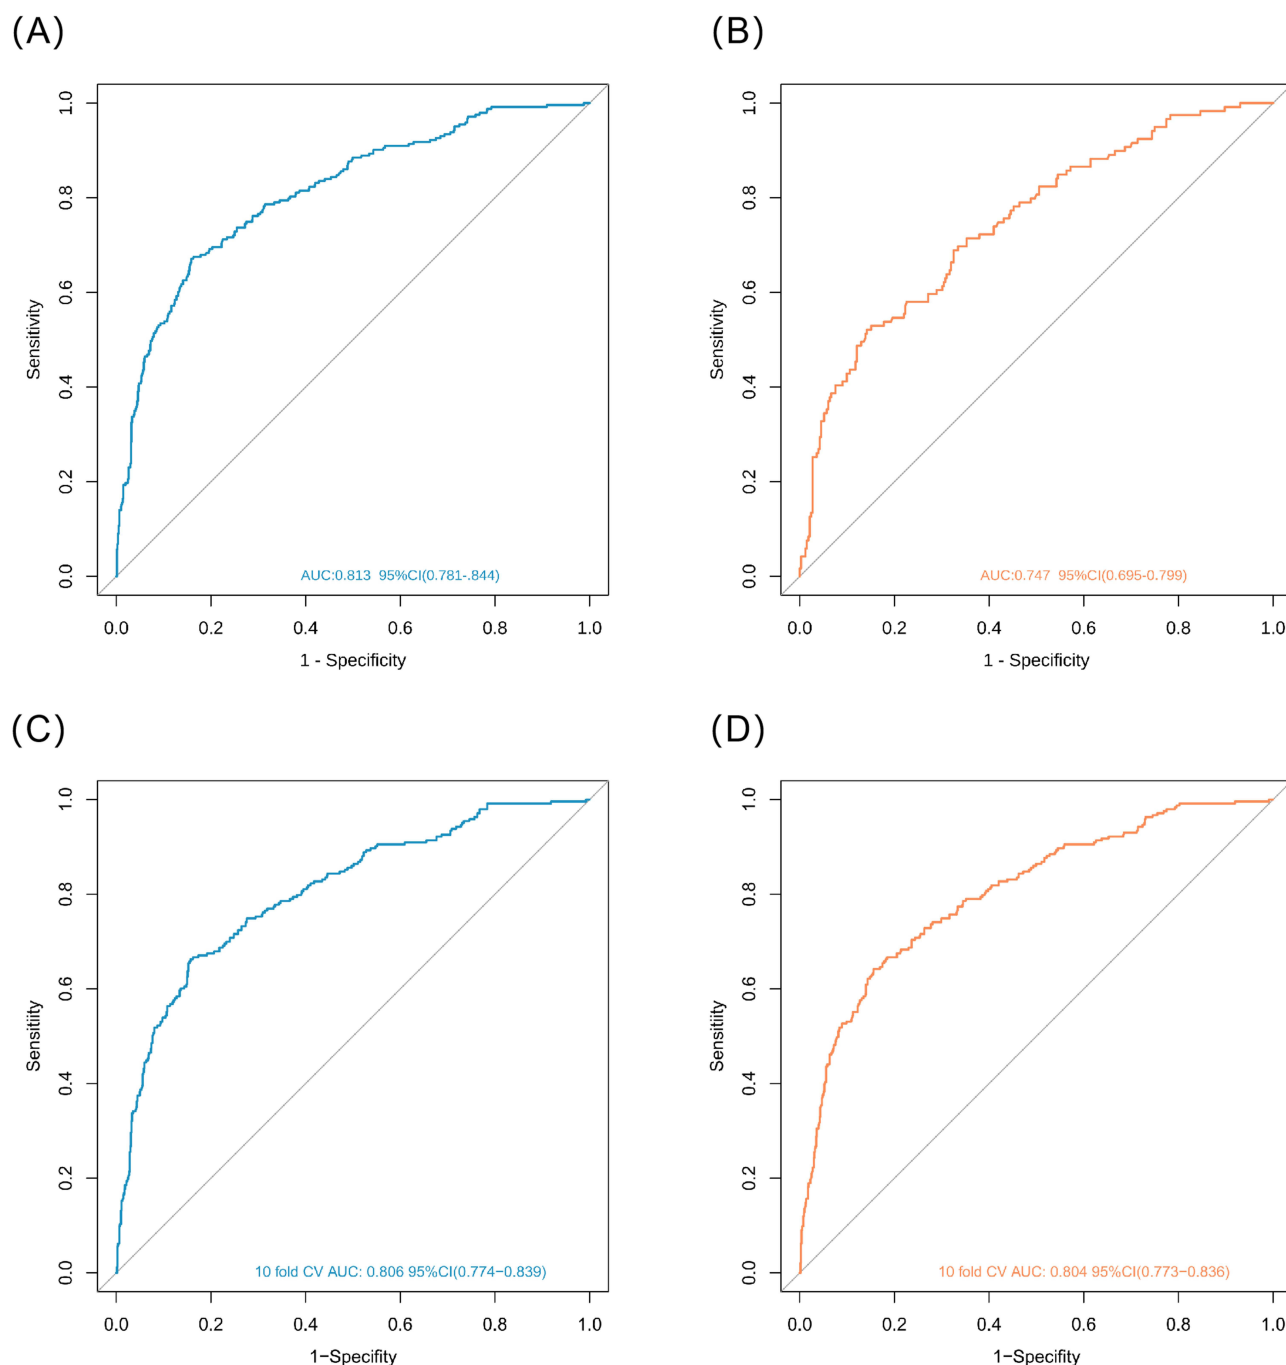 (A)
1.0
0.8
0.6
0.4
0.2
0.0
Sensitivity
AUC:0.813 95%CI(0.781-.844)
0.0 0.2 0.4 0.6 0.8 1.0
1 - Specificity
(B)
1.0
0.8
0.6
0.4
0.2
0.0
Sensitivity
AUC:0.747 95%CI(0.695-0.799)
0.0 0.2 0.4 0.6 0.8 1.0
1 - Specificity
(C)
1.0
0.8
0.6
0.4
0.2
0.0
Sensitiity
10 fold CV AUC: 0.806 95%CI(0.774−0.839)
0.0 0.2 0.4 0.6 0.8 1.0
1−Specifity
(D)
1.0
0.8
0.6
0.4
0.2
0.0
Sensitiity
10 fold CV AUC: 0.804 95%CI(0.773−0.836)
0.0 0.2 0.4 0.6 0.8 1.0
1−Specifity